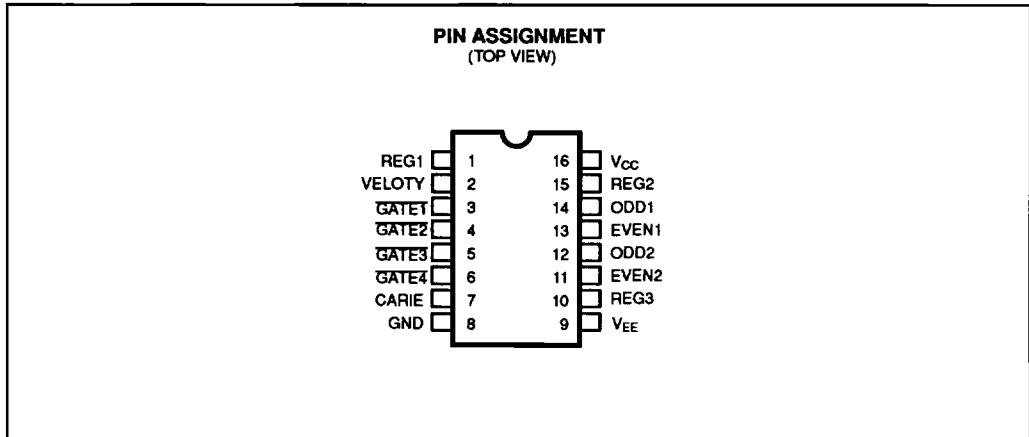 PIN ASSIGNMENT
(TOP VIEW)
REG1 1 16 VCC
VELOTY 2 15 REG2
GATE1 3 14 ODD1
GATE2 4 13 EVEN1
GATE3 5 12 ODD2
GATE4 6 11 EVEN2
CARIE 7 10 REG3
GND 8 9 VEE